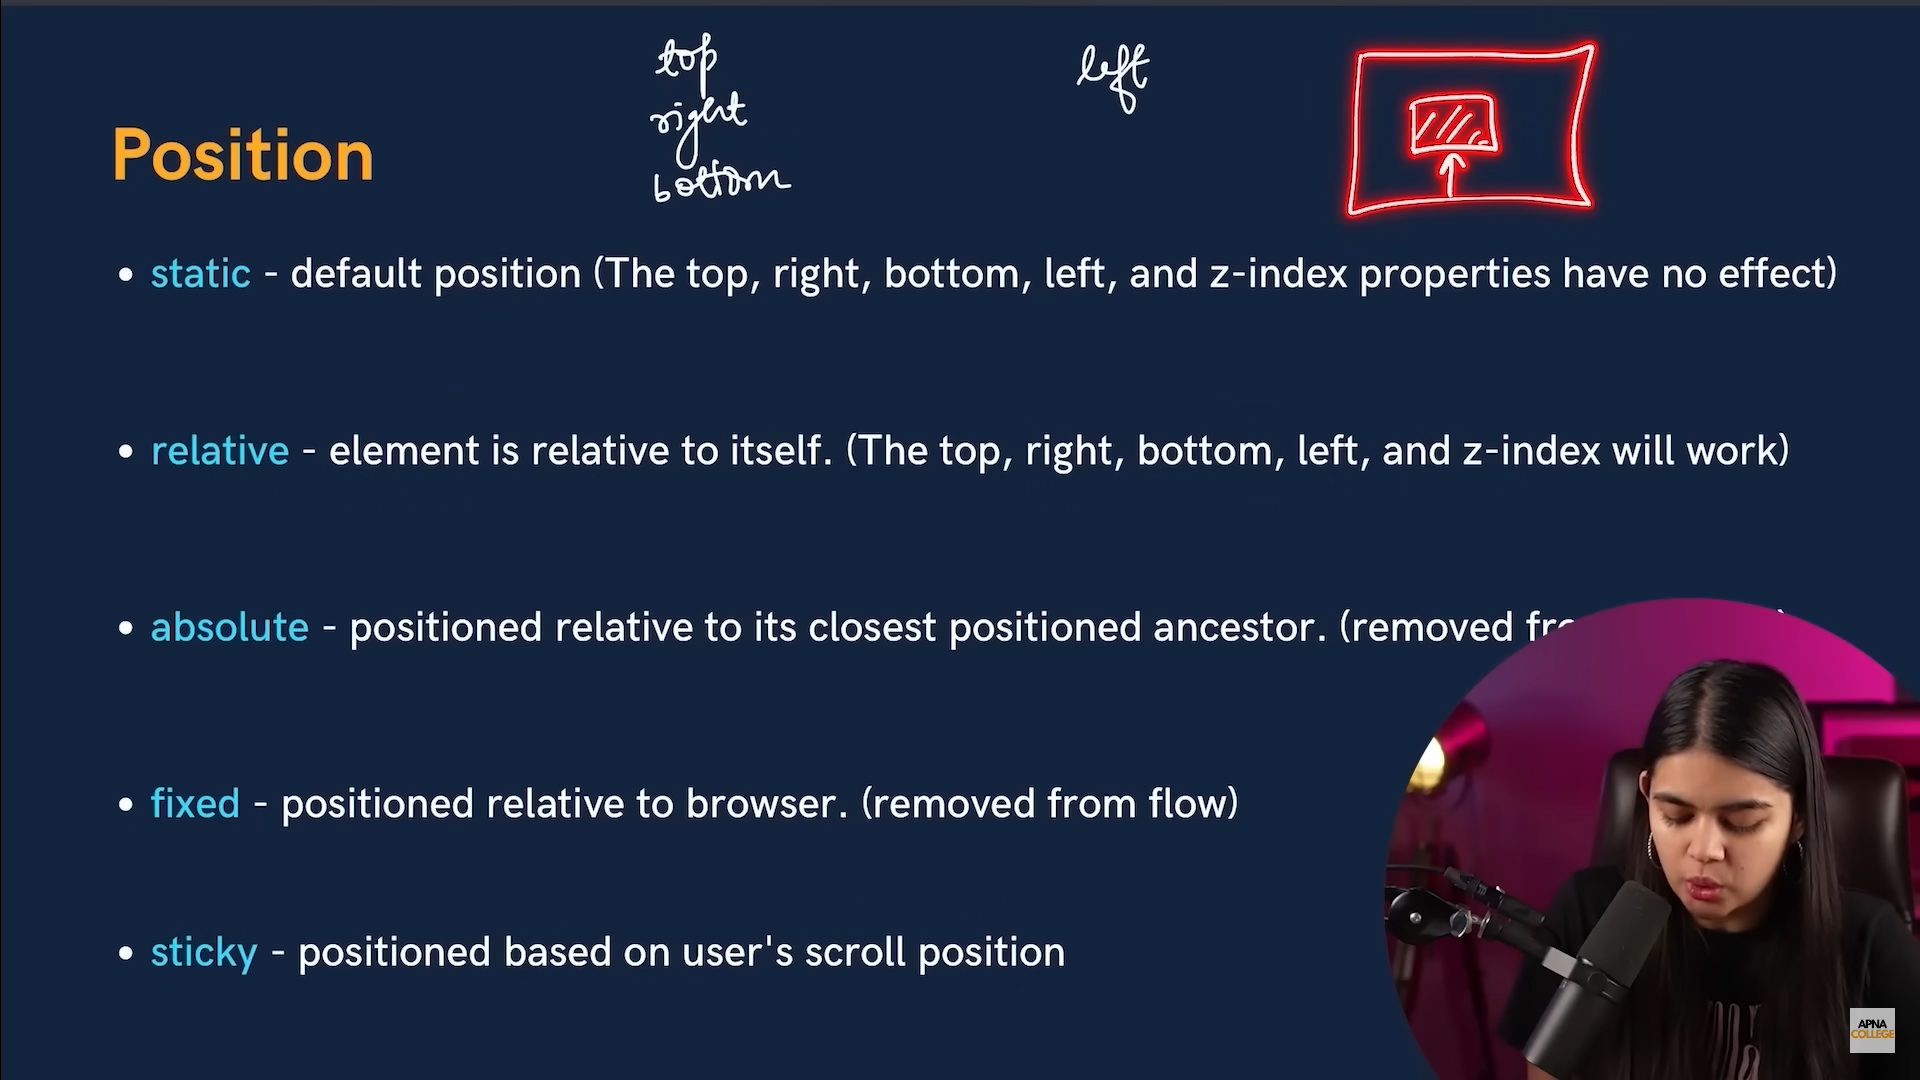 top
left
right
bottom
Position
• static - default position (The top, right, bottom, left, and z-index properties have no effect)
• relative - element is relative to itself. (The top, right, bottom, left, and z-index will work)
• absolute - positioned relative to its closest positioned ancestor. (removed
• fixed - positioned relative to browser. (removed from flow)
• sticky - positioned based on user's scroll position
APNA
COLLEGE